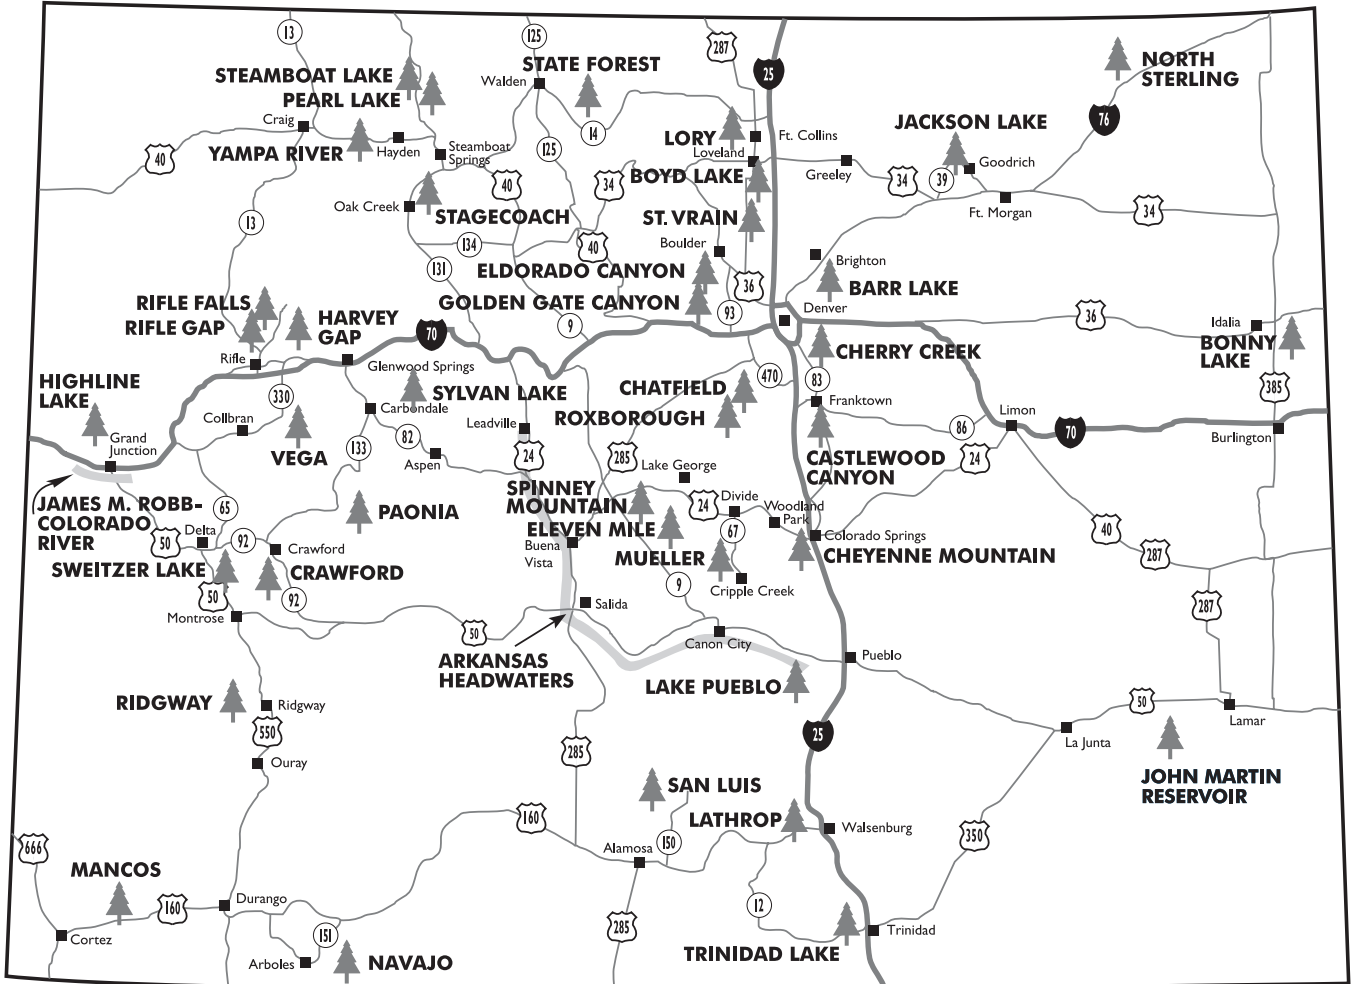 13
125
287
25
NORTH
STERLING
STEAMBOAT LAKE
PEARL LAKE
Walden
STATE FOREST
76
Craig
14
LORY
Ft. Collins
JACKSON LAKE
40
YAMPA RIVER
Hayden
Steamboat
Springs
125
Loveland
BOYD LAKE
Greeley
34
39
Goodrich
40
34
Oak Creek
STAGECOACH
ST. VRAIN
Ft. Morgan
34
13
134
40
Boulder
131
ELDORADO CANYON
Brighton
BARR LAKE
36
RIFLE FALLS
RIFLE GAP
HARVEY
GAP
GOLDEN GATE CANYON
93
Denver
36
70
9
Idalia
BONNY
LAKE
Rifle
Glenwood Springs
CHERRY CREEK
HIGHLINE
LAKE
330
SYLVAN LAKE
CHATFIELD
470
83
385
Collbran
Carbondale
ROXBOROUGH
Franktown
Limon
Grand
Junction
VEGA
133
82
Aspen
Leadville
24
285
Lake George
86
70
Burlington
CASTLEWOOD
CANYON
24
JAMES M. ROBB-
COLORADO
RIVER
65
PAONIA
SPINNEY
MOUNTAIN
24
Divide
Woodland
Park
50
Delta
92
Crawford
ELEVEN MILE
67
Colorado Springs
40
287
Buena
Vista
SWEITZER LAKE
CRAWFORD
MUELLER
CHEYENNE MOUNTAIN
50
92
9
Cripple Creek
Montrose
Salida
287
50
Canon City
ARKANSAS
HEADWATERS
Pueblo
LAKE PUEBLO
RIDGWAY
Ridgway
50
Lamar
550
25
La Junta
Ouray
285
JOHN MARTIN
RESERVOIR
SAN LUIS
160
LATHROP
Walsenburg
666
Alamosa
150
350
MANCOS
160
Durango
12
Cortez
151
285
Trinidad
Arboles
NAVAJO
TRINIDAD LAKE